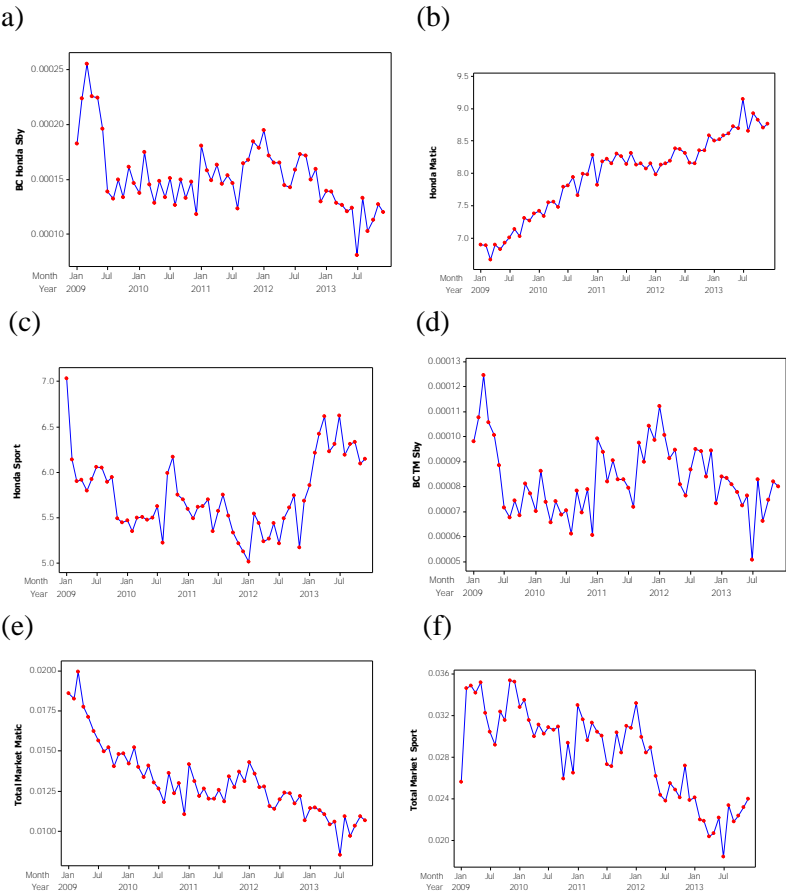 a)
(b)
0.00025
0.00020
0.00015
0.00010
BC Honda Sby
Month Jan Jul Jan Jul Jan Jul Jan Jul Jan Jul
Year 2009 2010 2011 2012 2013
9.5
9.0
8.5
8.0
7.5
7.0
Honda Matic
Month Jan Jul Jan Jul Jan Jul Jan Jul Jan Jul
Year 2009 2010 2011 2012 2013
(c)
(d)
7.0
6.5
6.0
5.5
5.0
Honda Sport
Month Jan Jul Jan Jul Jan Jul Jan Jul Jan Jul
Year 2009 2010 2011 2012 2013
0.00013
0.00012
0.00011
0.00010
0.00009
0.00008
0.00007
0.00006
0.00005
BC TM Sby
Month Jan Jul Jan Jul Jan Jul Jan Jul Jan Jul
Year 2009 2010 2011 2012 2013
(e)
(f)
0.0200
0.0175
0.0150
0.0125
0.0100
Total Market Matic
Month Jan Jul Jan Jul Jan Jul Jan Jul Jan Jul
Year 2009 2010 2011 2012 2013
0.036
0.032
0.028
0.024
0.020
Total Market Sport
Month Jan Jul Jan Jul Jan Jul Jan Jul Jan Jul
Year 2009 2010 2011 2012 2013